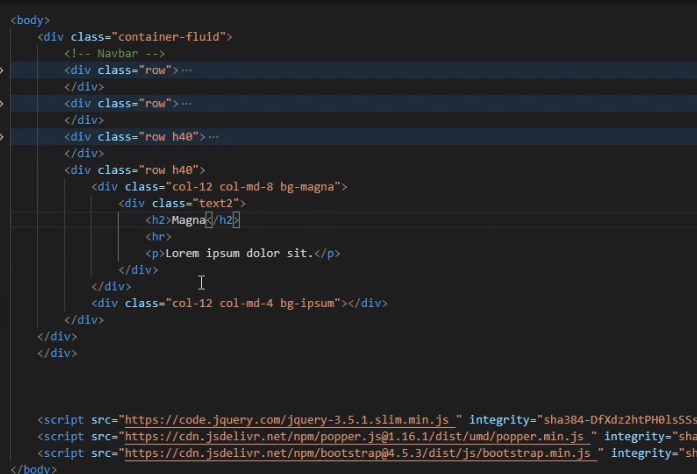 <body>
<div class="container-fluid">
<!-- Navbar -->
<div class="row">···
</div>
<div class="row">···
</div>
<div class="row h40">···
</div>
<div class="row h40">
<div class="col-12 col-md-8 bg-magna">
<div class="text2">
<h2>Magna</h2>
<hr>
<p>Lorem ipsum dolor sit.</p>
</div>
</div>
<div class="col-12 col-md-4 bg-ipsum"></div>
</div>
</div>
</div>
<script src="https://code.jquery.com/jquery-3.5.1.slim.min.js" integrity="sha384-DfXdz2htPH0lsSSs
<script src="https://cdn.jsdelivr.net/npm/popper.js@1.16.1/dist/umd/popper.min.js" integrity="sha
<script src="https://cdn.jsdelivr.net/npm/bootstrap@4.5.3/dist/js/bootstrap.min.js" integrity="sha
</body>